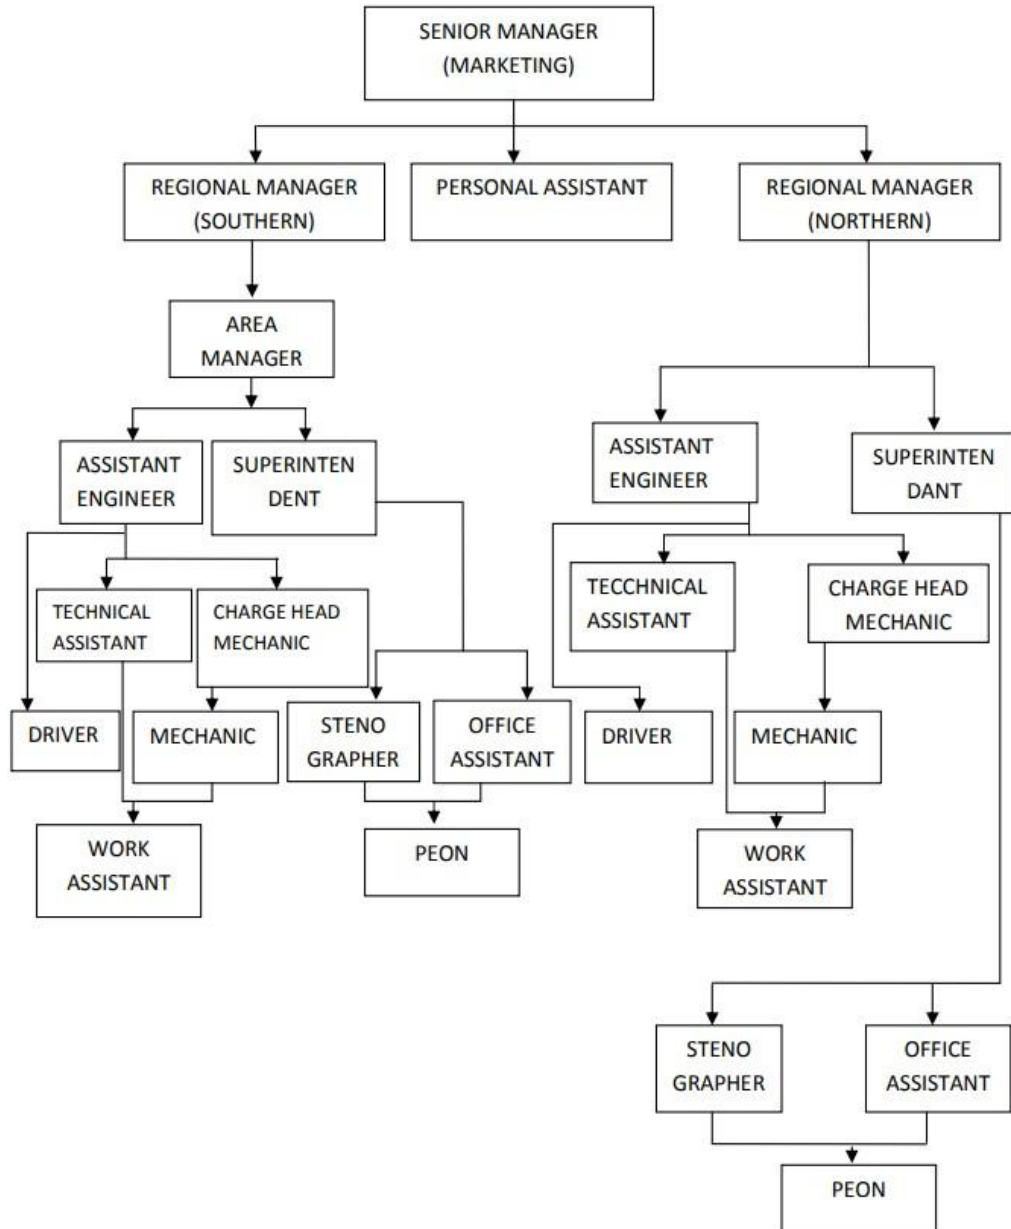 SENIOR MANAGER
(MARKETING)
REGIONAL MANAGER
(SOUTHERN)
PERSONAL ASSISTANT
REGIONAL MANAGER
(NORTHERN)
AREA
MANAGER
ASSISTANT
ENGINEER
SUPERINTEN
DENT
ASSISTANT
ENGINEER
SUPERINTEN
DANT
TECHNICAL
ASSISTANT
CHARGE HEAD
MECHANIC
TECCHNICAL
ASSISTANT
CHARGE HEAD
MECHANIC
DRIVER
MECHANIC
STENO
GRAPHER
OFFICE
ASSISTANT
DRIVER
MECHANIC
WORK
ASSISTANT
PEON
WORK
ASSISTANT
STENO
GRAPHER
OFFICE
ASSISTANT
PEON